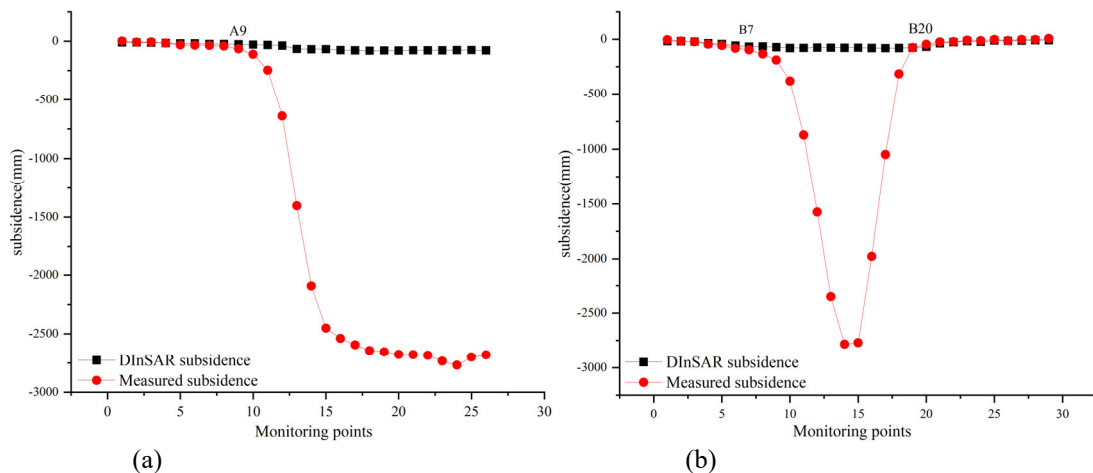 A9
0
-500
-1000
-1500
-2000
-2500
-3000
subsidence(mm)
DInSAR subsidence
Measured subsidence
0 5 10 15 20 25 30
Monitoring points
(a)
B7 B20
0
-500
-1000
-1500
-2000
-2500
-3000
subsidence(mm)
DInSAR subsidence
Measured subsidence
0 5 10 15 20 25 30
Monitoring points
(b)